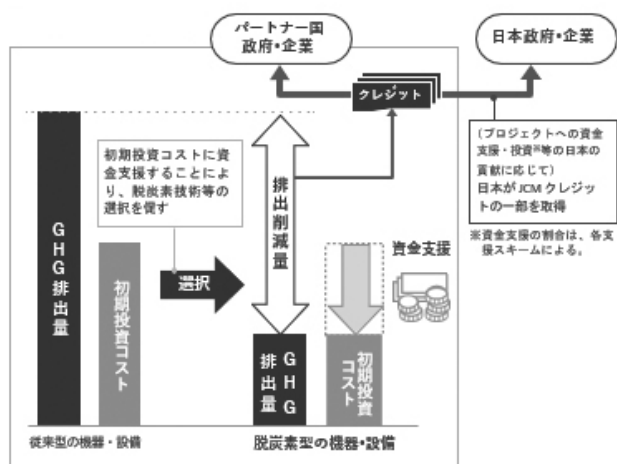 パートナー国
政府・企業
日本政府・企業
クレジット
初期投資コストに資
金支援することによ
り、脱炭素技術等の
選択を促す
(プロジェクトへの資金
支援・投資※等の日本の
貢献に応じて)
日本がJCMクレジッ
トの一部を取得
※資金支援の割合は、各支
援スキームによる。
GHG排出量
初期投資コスト
選択
排出削減量
資金支援
GHG
排出量
初期投資
コスト
従来型の機器・設備
脱炭素型の機器・設備